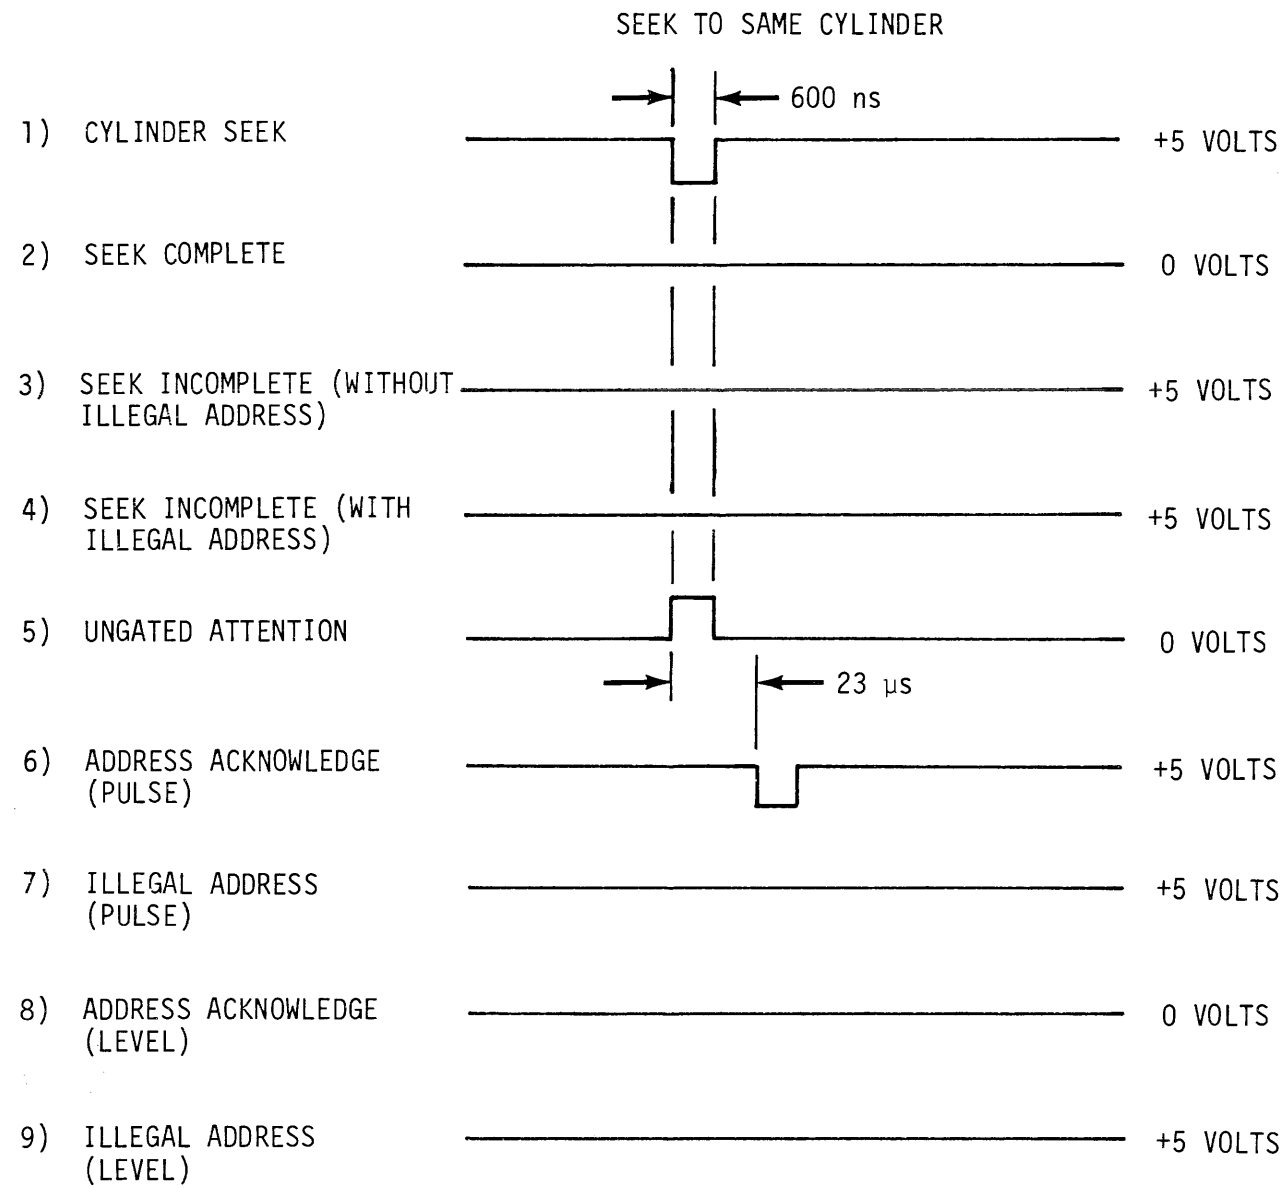 SEEK TO SAME CYLINDER
600 ns
1) CYLINDER SEEK +5 VOLTS
2) SEEK COMPLETE 0 VOLTS
3) SEEK INCOMPLETE (WITHOUT +5 VOLTS
ILLEGAL ADDRESS)
4) SEEK INCOMPLETE (WITH +5 VOLTS
ILLEGAL ADDRESS)
5) UNGATED ATTENTION 0 VOLTS
23 µs
6) ADDRESS ACKNOWLEDGE +5 VOLTS
(PULSE)
7) ILLEGAL ADDRESS +5 VOLTS
(PULSE)
8) ADDRESS ACKNOWLEDGE 0 VOLTS
(LEVEL)
9) ILLEGAL ADDRESS +5 VOLTS
(LEVEL)